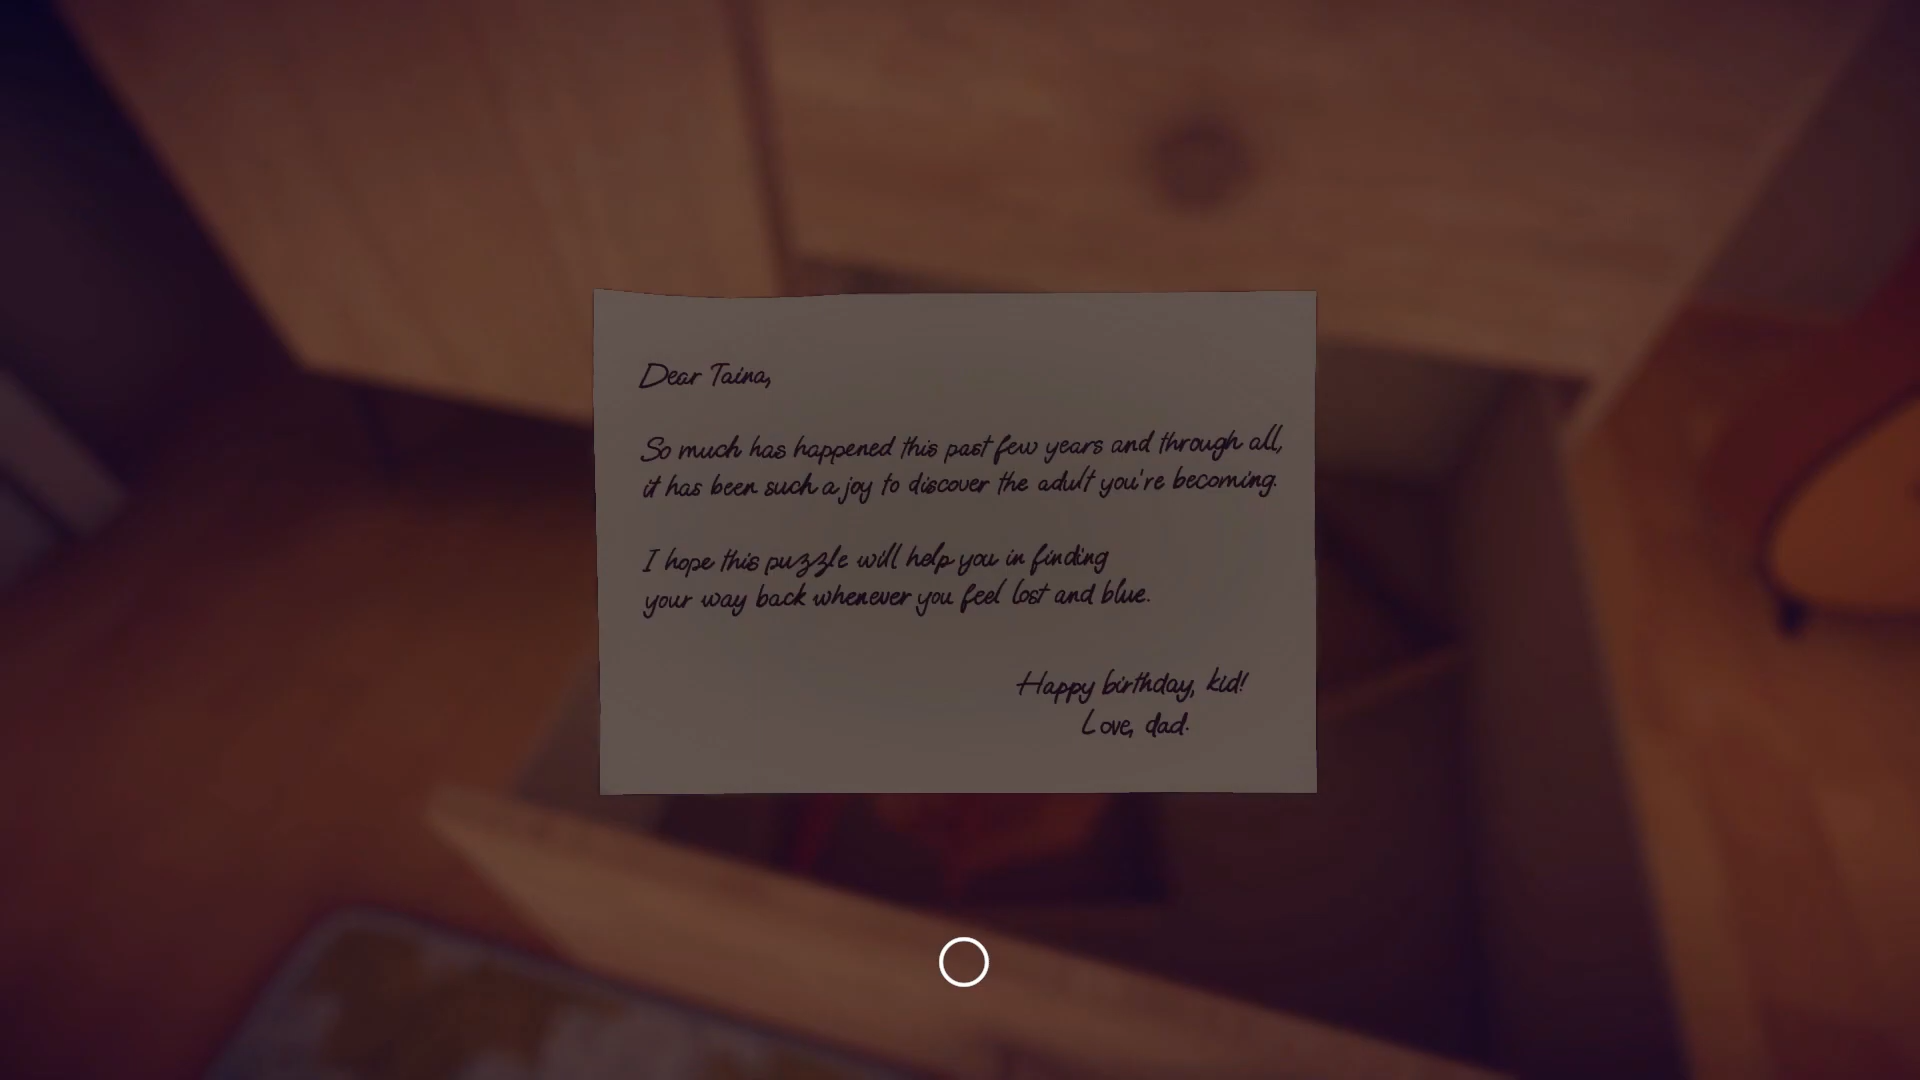 Dear Taina,
So much has happened this past few years and through all,
it has been such a joy to discover the adult you're becoming.
I hope this puzzle will help you in finding
your way back whenever you feel lost and blue.
Happy birthday, kid!
Love, dad.